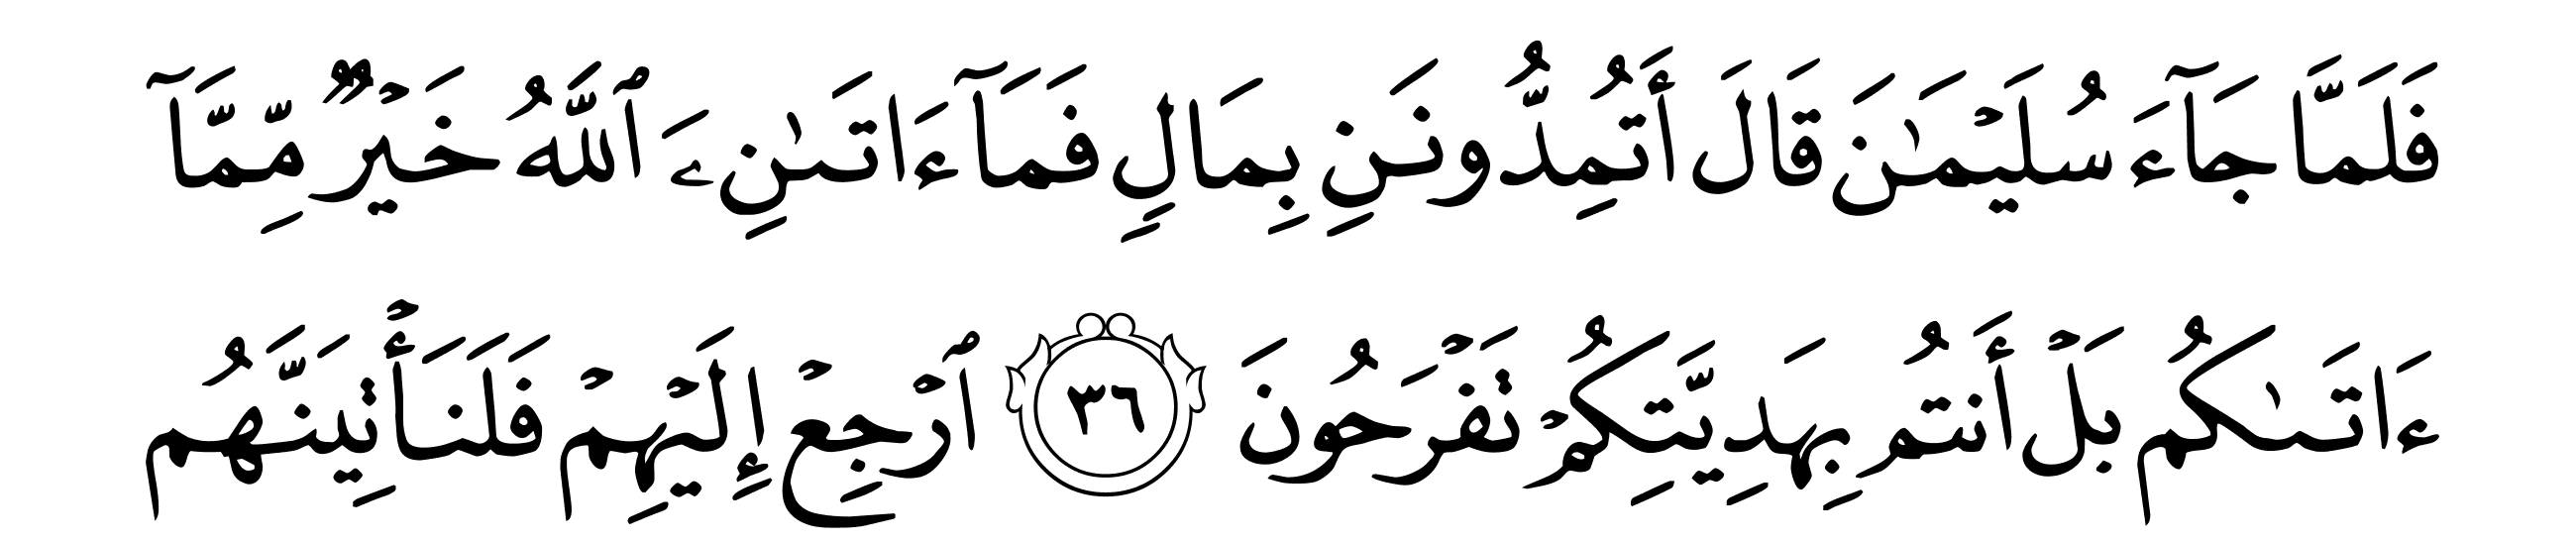 فَلَمَّا جَآءَ سُلَيۡمَٰنَ قَالَ أَتُمِدُّونَنِ بِمَالٖ فَمَآ ءَاتَىٰنِۦَ ٱللَّهُ خَيۡرٞ مِّمَّآ
ءَاتَىٰكُم بَلۡ أَنتُم بِهَدِيَّتِكُمۡ تَفۡرَحُونَ ٣٦ ٱرۡجِعۡ إِلَيۡهِمۡ فَلَنَأۡتِيَنَّهُم